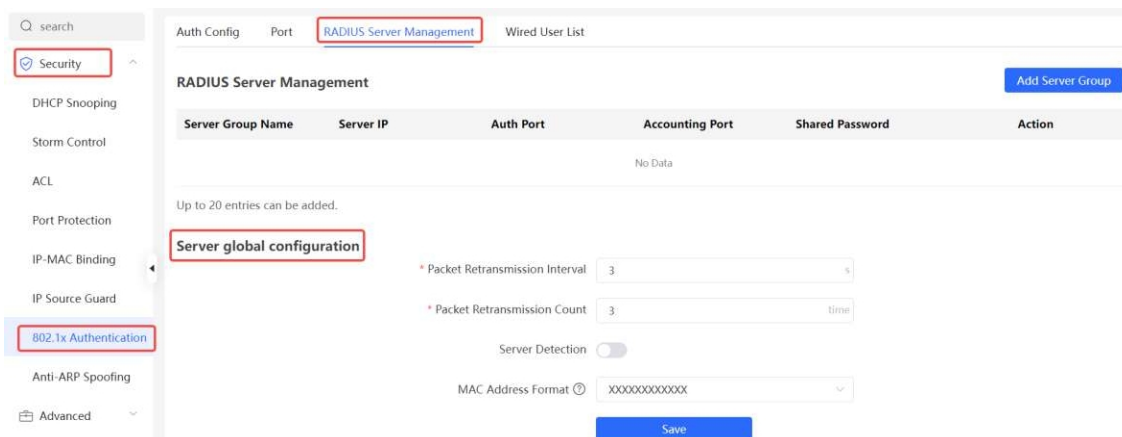 search
Security
DHCP Snooping
Storm Control
ACL
Port Protection
IP-MAC Binding
IP Source Guard
802.1x Authentication
Anti-ARP Spoofing
Advanced
Auth Config Port RADIUS Server Management Wired User List
RADIUS Server Management Add Server Group
Server Group Name Server IP Auth Port Accounting Port Shared Password Action
No Data
Up to 20 entries can be added.
Server global configuration
* Packet Retransmission Interval 3 s
* Packet Retransmission Count 3 time
Server Detection
MAC Address Format XXXXXXXXXXXX
Save